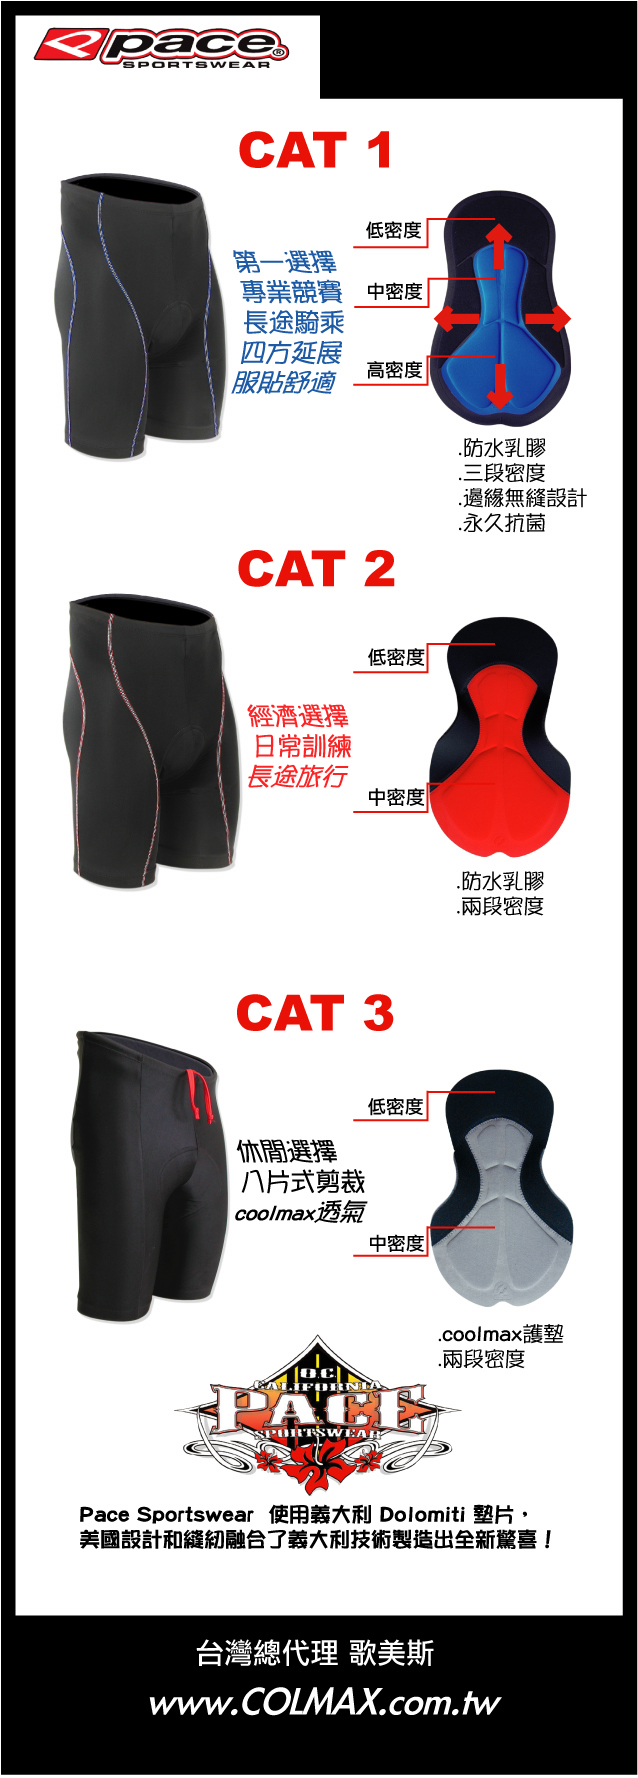 pace®
SPORTSWEAR
CAT 1
第一選擇
專業競賽
長途騎乘
四方延展
服貼舒適
低密度
中密度
高密度
.防水乳膠
.三段密度
.邊緣無縫設計
.永久抗菌
CAT 2
經濟選擇
日常訓練
長途旅行
低密度
中密度
.防水乳膠
.兩段密度
CAT 3
休閒選擇
八片式剪裁
coolmax透氣
低密度
中密度
.coolmax護墊
.兩段密度
OC
CALIFORNIA
PACE
SPORTSWEAR
Pace Sportswear 使用義大利 Dolomiti 墊片，
美國設計和縫紉融合了義大利技術製造出全新驚喜！
台灣總代理 歌美斯
www.COLMAX.com.tw